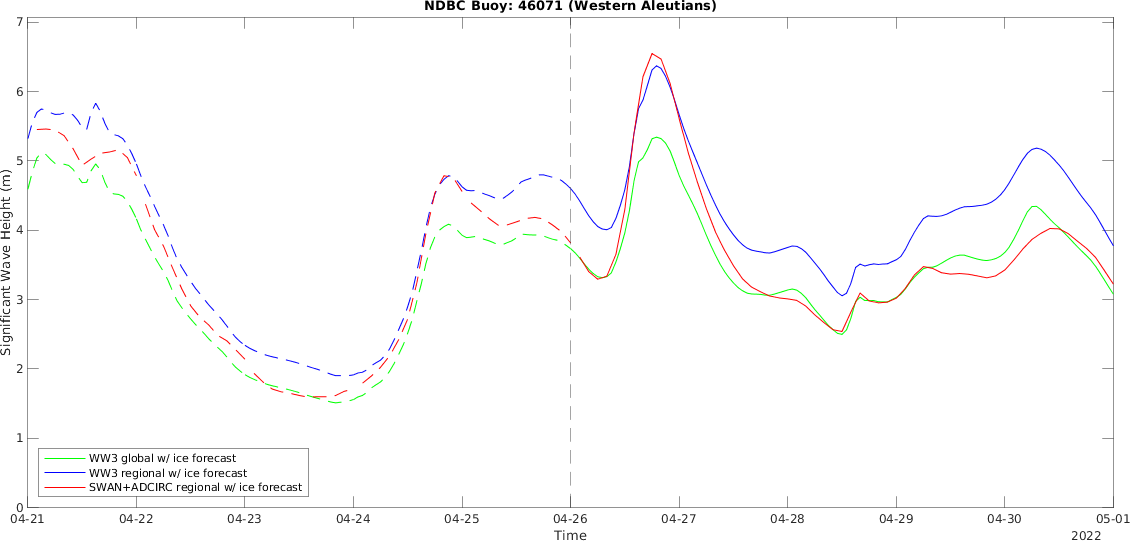 NDBC Buoy: 46071 (Western Aleutians)
7
6
5
4
3
2
1
0
Significant Wave Height (m)
WW3 global w/ ice forecast
WW3 regional w/ ice forecast
SWAN+ADCIRC regional w/ ice forecast
04-21 04-22 04-23 04-24 04-25 04-26 04-27 04-28 04-29 04-30 05-01
Time
2022